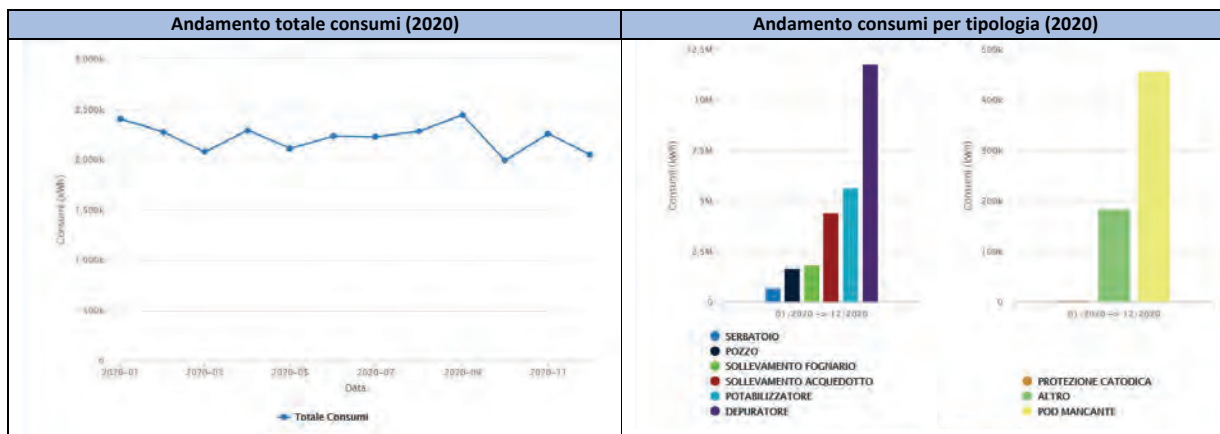 Andamento totale consumi (2020)
3,000k
2,500k
2,000k
1,500k
1,000k
500k
0
Consumi (kWh)
2020-01
2020-03
2020-05
2020-07
2020-09
2020-11
Data
Totale Consumi
Andamento consumi per tipologia (2020)
12,5M
10M
7,5M
5M
2,5M
0
Consumi (kWh)
01/2020 => 12/2020
SERBATOIO
POZZO
SOLLEVAMENTO FOGNARIO
SOLLEVAMENTO ACQUEDOTTO
POTABILIZZATORE
DEPURATORE
500k
400k
300k
200k
100k
0
Consumi (kWh)
01/2020 => 12/2020
PROTEZIONE CATODICA
ALTRO
POD MANCANTE